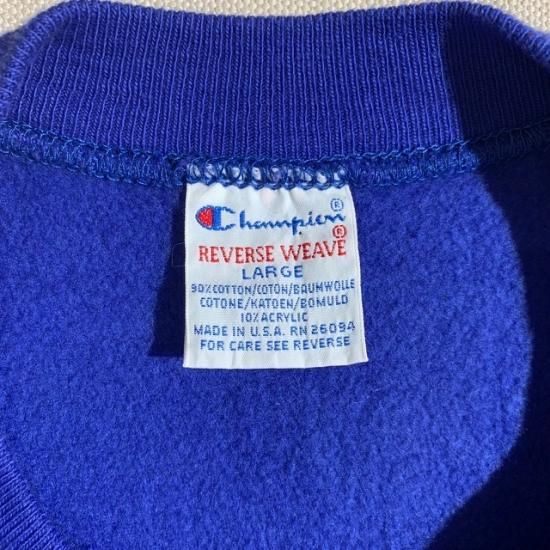 Champion®
REVERSE WEAVE®
LARGE
90% COTTON/COTON/BAUMWOLLE
COTONE/KATOEN/BOMULD
10% ACRYLIC
MADE IN U.S.A. RN 26094
FOR CARE SEE REVERSE